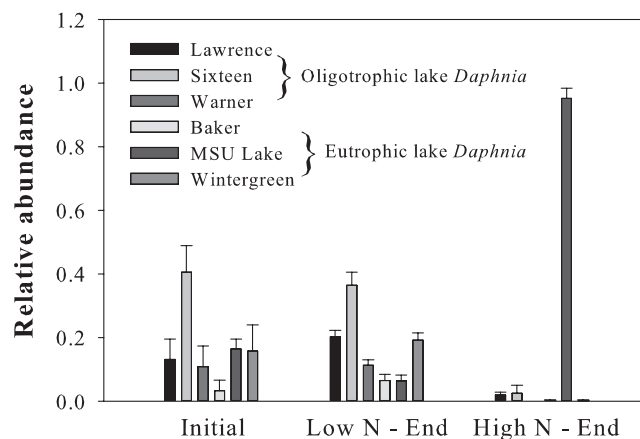 Relative abundance
1.2
1.0
0.8
0.6
0.4
0.2
0.0
Lawrence
Sixteen
Warner
Oligotrophic lake Daphnia
Baker
MSU Lake
Wintergreen
Eutrophic lake Daphnia
Initial
Low N - End
High N - End